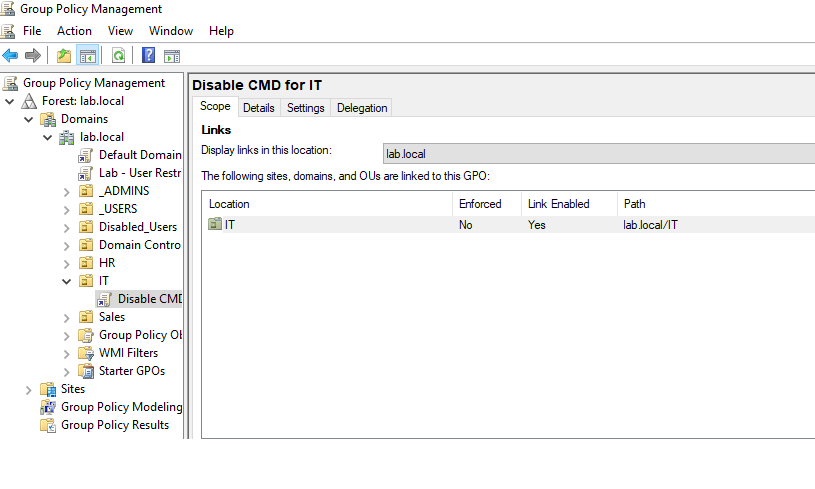 Group Policy Management
File Action View Window Help
Group Policy Management
Forest: lab.local
Domains
lab.local
Default Domain
Lab - User Restr
_ADMINS
_USERS
Disabled_Users
Domain Contro
HR
IT
Disable CMD
Sales
Group Policy Ob
WMI Filters
Starter GPOs
Sites
Group Policy Modeling
Group Policy Results
Disable CMD for IT
Scope Details Settings Delegation
Links
Display links in this location: lab.local
The following sites, domains, and OUs are linked to this GPO:
Location Enforced Link Enabled Path
IT No Yes lab.local/IT